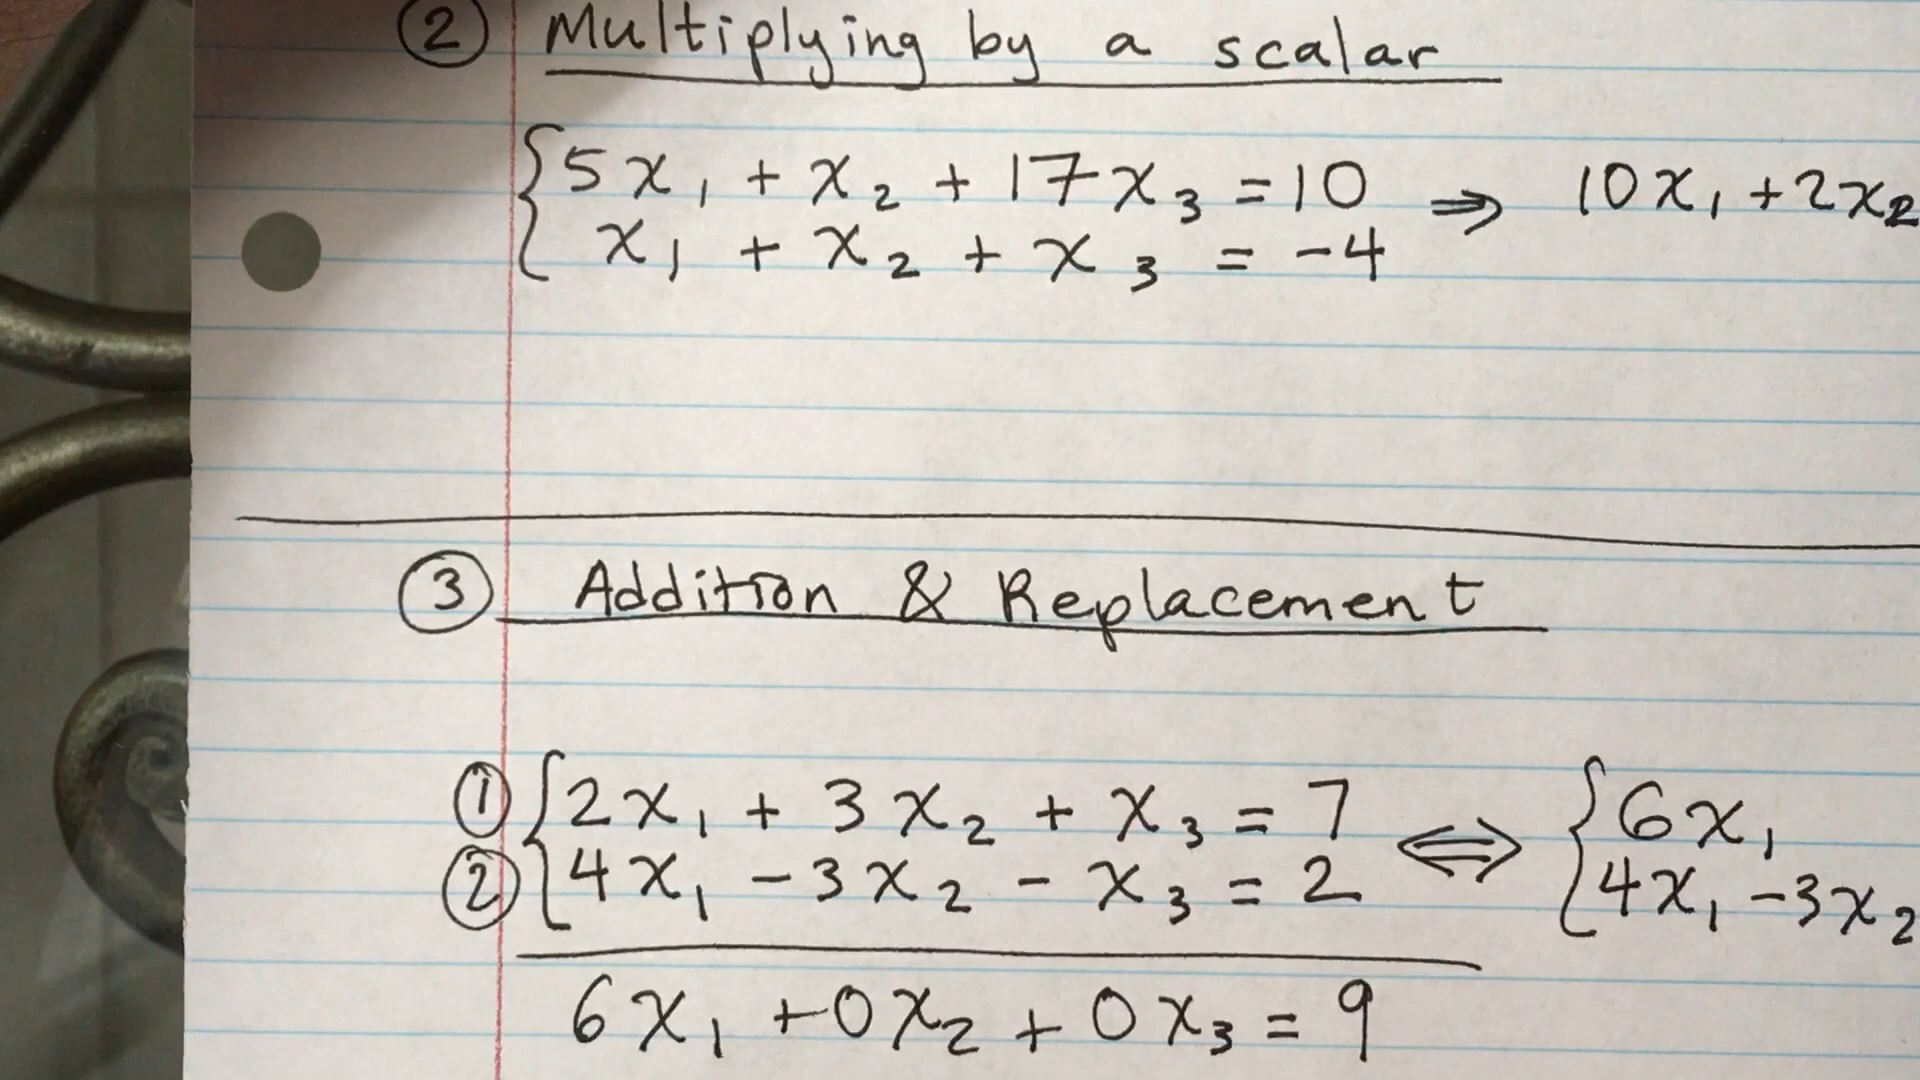 ② Multiplying by a scalar
{5x₁ + x₂ + 17x₃ = 10 ⇒ 10x₁ + 2x₂
x₁ + x₂ + x₃ = -4
③ Addition & Replacement
① {2x₁ + 3x₂ + x₃ = 7 ⇔ {6x₁
② 4x₁ - 3x₂ - x₃ = 2 4x₁ - 3x₂
6x₁ + 0x₂ + 0x₃ = 9